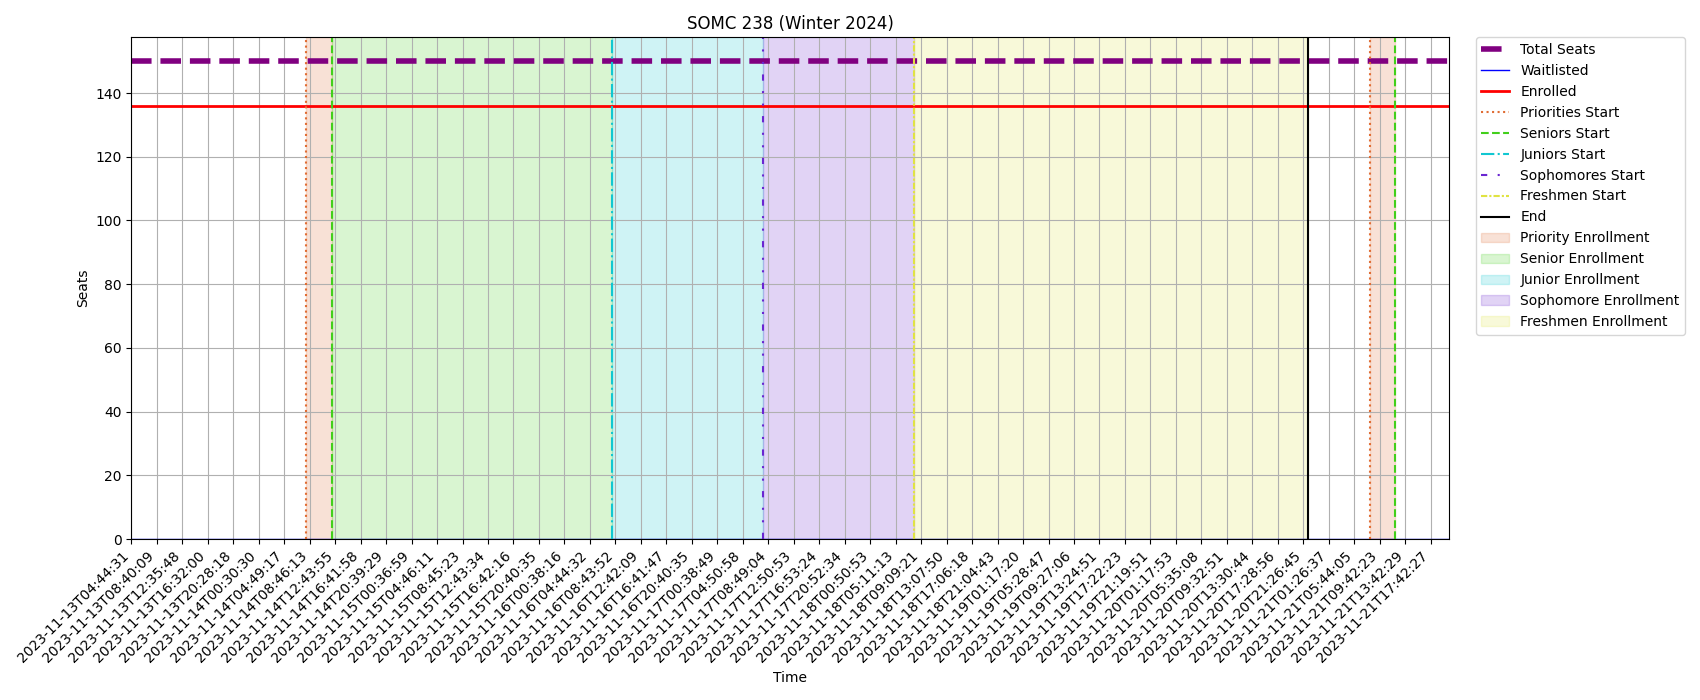 SOMC 238 (Winter 2024)
Seats
140
120
100
80
60
40
20
0
2023-11-13T04:44:31
2023-11-13T08:40:09
2023-11-13T12:35:48
2023-11-13T16:32:00
2023-11-13T20:28:18
2023-11-14T00:30:30
2023-11-14T04:49:17
2023-11-14T08:46:13
2023-11-14T12:43:55
2023-11-14T16:41:58
2023-11-14T20:39:29
2023-11-15T00:36:59
2023-11-15T04:46:11
2023-11-15T08:45:23
2023-11-15T12:43:34
2023-11-15T16:42:16
2023-11-15T20:40:35
2023-11-16T00:38:16
2023-11-16T04:44:32
2023-11-16T08:43:52
2023-11-16T12:42:09
2023-11-16T16:41:47
2023-11-16T20:40:35
2023-11-17T00:38:49
2023-11-17T04:50:58
2023-11-17T08:49:04
2023-11-17T12:50:53
2023-11-17T16:53:24
2023-11-17T20:52:34
2023-11-18T00:50:53
2023-11-18T05:11:13
2023-11-18T09:09:21
2023-11-18T13:07:50
2023-11-18T17:06:18
2023-11-18T21:04:43
2023-11-19T01:17:20
2023-11-19T05:28:47
2023-11-19T09:27:06
2023-11-19T13:24:51
2023-11-19T17:22:23
2023-11-19T21:19:51
2023-11-20T01:17:53
2023-11-20T05:35:08
2023-11-20T09:32:51
2023-11-20T13:30:44
2023-11-20T17:28:56
2023-11-20T21:26:45
2023-11-21T01:26:37
2023-11-21T05:44:05
2023-11-21T09:42:23
2023-11-21T13:42:29
2023-11-21T17:42:27
Time
Total Seats
Waitlisted
Enrolled
Priorities Start
Seniors Start
Juniors Start
Sophomores Start
Freshmen Start
End
Priority Enrollment
Senior Enrollment
Junior Enrollment
Sophomore Enrollment
Freshmen Enrollment